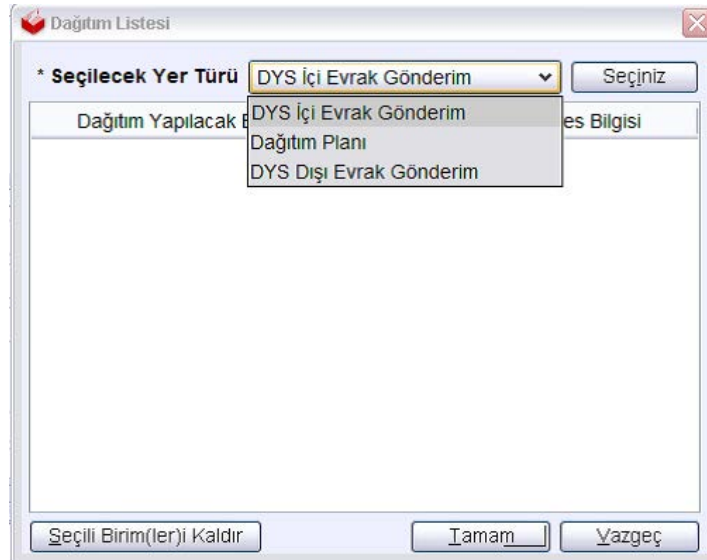 Dağıtım Listesi
* Seçilecek Yer Türü DYS İçi Evrak Gönderim Seçiniz
Dağıtım Yapılacak es Bilgisi
DYS İçi Evrak Gönderim
Dağıtım Planı
DYS Dışı Evrak Gönderim
Seçili Birim(ler)i Kaldır Tamam Vazgeç